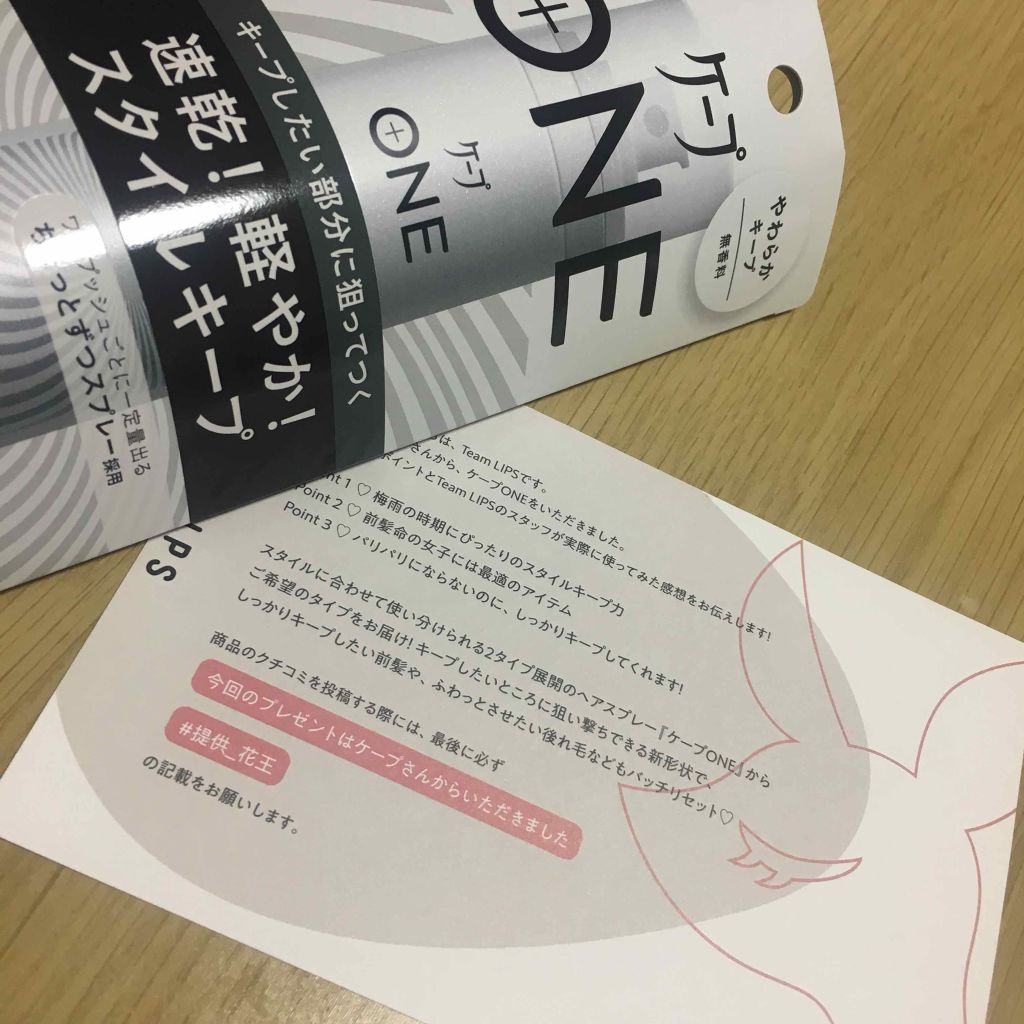 ケープ
ONE
やわらか
キープ
無香料
ケープ
ONE
キープしたい部分に狙ってつく
速乾！軽やか！
スタイルキープ
プッシュごとに一定量出る
っとずつスプレー採用
は、Team LIPSです。
さんから、ケープONEをいただきました。
ポイントとTeam LIPSのスタッフが実際に使ってみた感想をお伝えします!
nt 1 ♡ 梅雨の時期にぴったりのスタイルキープ力
Point 2 ♡ 前髪命の女子には最適のアイテム
Point 3 ♡ パリパリにならないのに、しっかりキープしてくれます!
スタイルに合わせて使い分けられる2タイプ展開のヘアスプレー『ケープONE』から
ご希望のタイプをお届け! キープしたいところに狙い撃ちできる新形状で、
しっかりキープしたい前髪や、ふわっとさせたい後れ毛などもバッチリセット♡
商品のクチコミを投稿する際には、最後に必ず
今回のプレゼントはケープさんからいただきました
#提供_花王
の記載をお願いします。
IPS